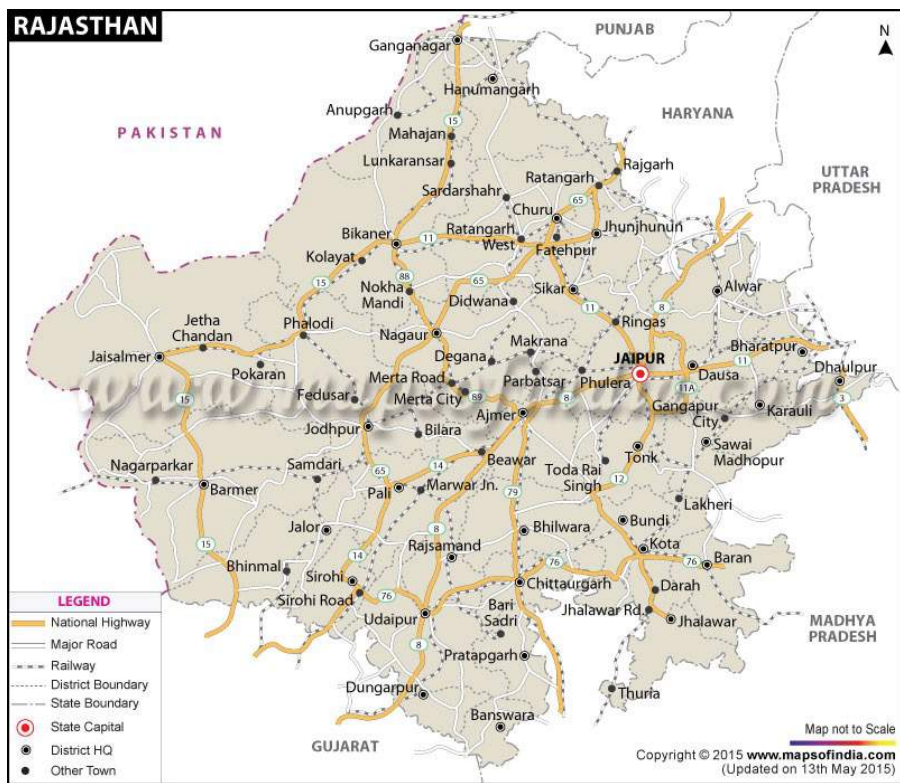 RAJASTHAN
PUNJAB
N
Ganganagar
Hanumangarh
Anupgarh
HARYANA
PAKISTAN
15
Mahajan
Lunkaransar
Rajgarh
Ratangarh
UTTAR
PRADESH
Sardarshahr
65
Churu
Jhunjhunun
Bikaner
11
Ratangarh
West
Fatehpur
Kolayat
88
65
15
Nokha
Mandi
Didwana
Sikar
8
Alwar
11
Ringas
Jetha
Chandan
Phalodi
Nagaur
Makrana
Degana
JAIPUR
Bharatpur
Jaisalmer
11
Dausa
Dhaulpur
Pokaran
Merta Road
Parbatsar
Phulera
11A
www.mapsofindia.com
15
Fedusar
Merta City
89
8
3
Ajmer
Gangapur
City
Karauli
Jodhpur
Bilara
Sawai
Madhopur
Nagarparkar
Samdari
65
14
Beawar
Toda Rai
Singh
Tonk
Barmer
Pali
Marwar Jn.
79
12
Lakheri
Jalor
8
Bhilwara
Bundi
15
Rajsamand
Kota
14
76
76
Baran
Bhinmal
Sirohi
Chittaurgarh
Darah
Sirohi Road
76
Bari
Sadri
Jhalawar Rd.
Udaipur
Jhalawar
MADHYA
PRADESH
8
Pratapgarh
Dungarpur
Thuria
Banswara
GUJARAT
LEGEND
National Highway
Major Road
Railway
District Boundary
State Boundary
State Capital
District HQ
Other Town
Map not to Scale
Copyright © 2015 www.mapsofindia.com
(Updated on 13th May 2015)